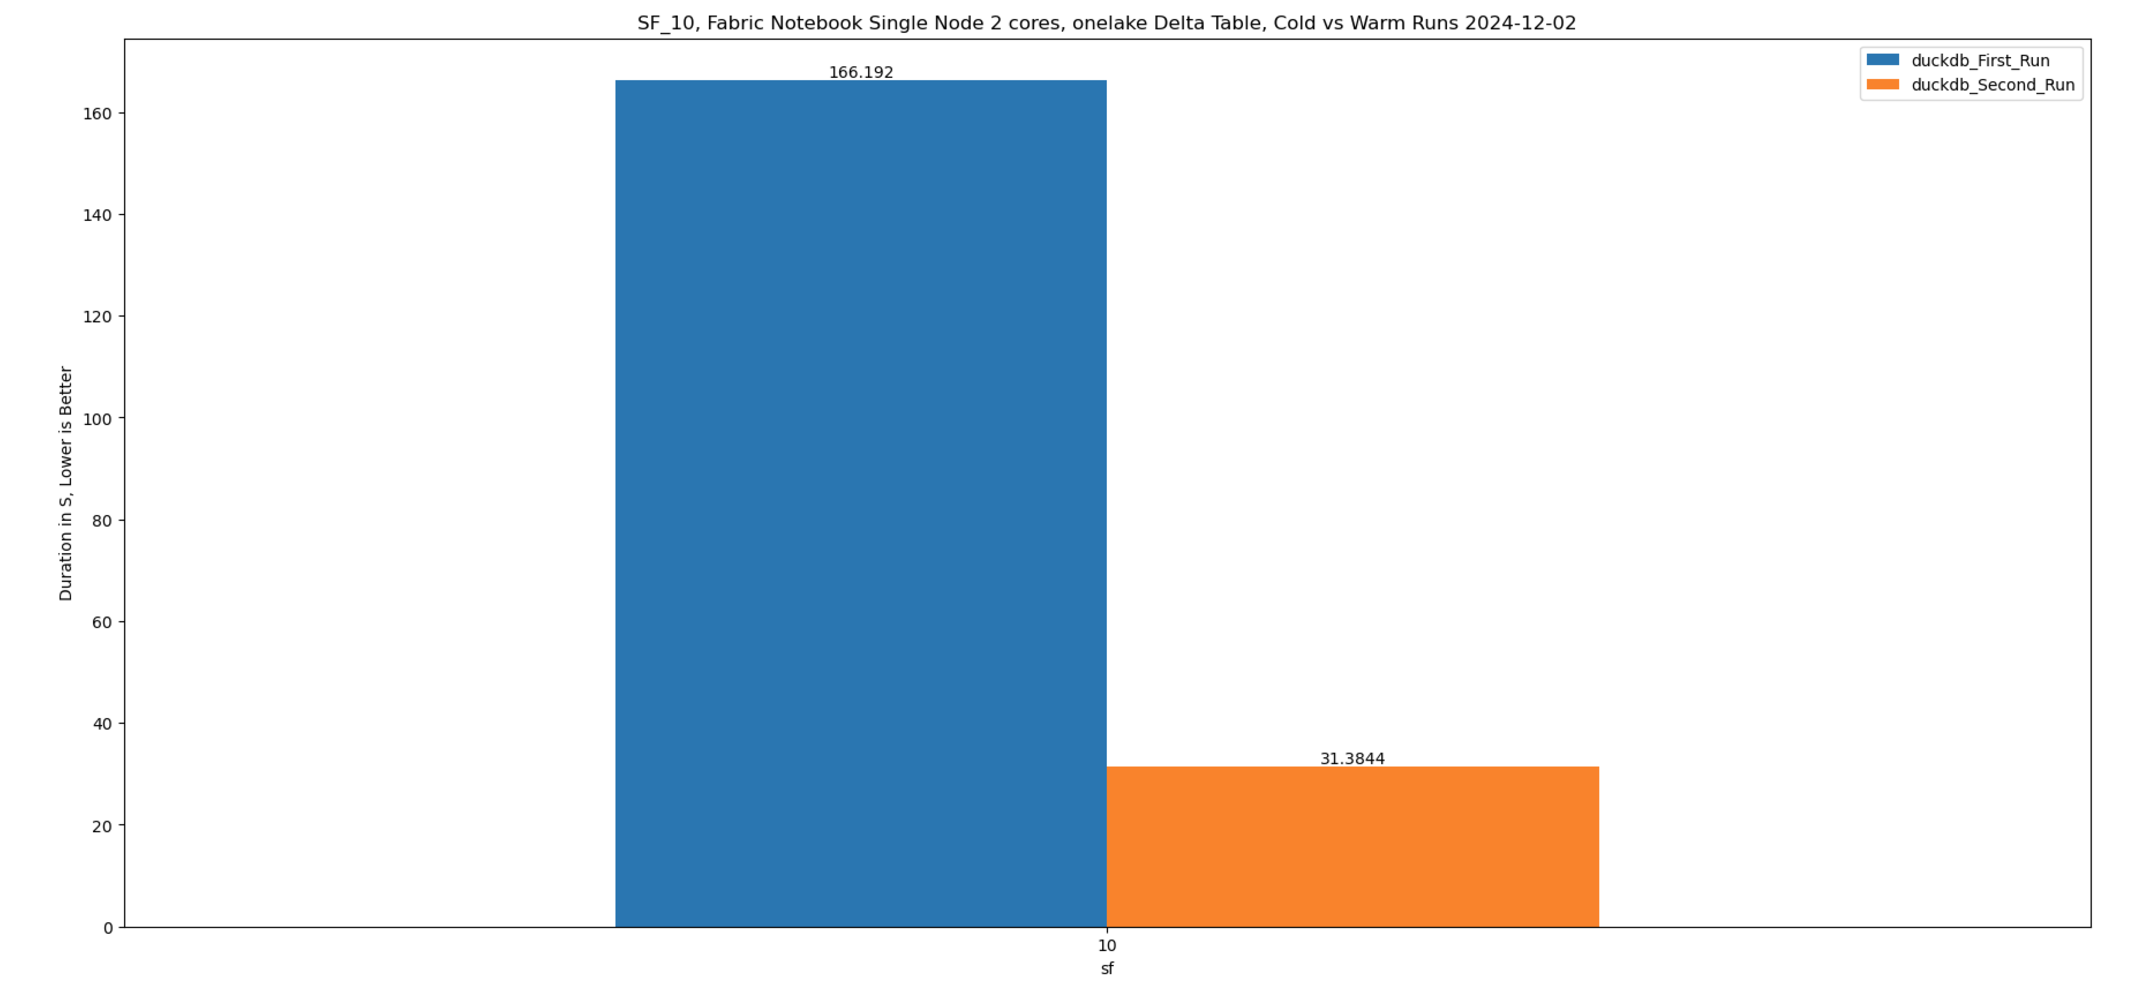 SF_10, Fabric Notebook Single Node 2 cores, onelake Delta Table, Cold vs Warm Runs 2024-12-02
duckdb_First_Run
duckdb_Second_Run
166.192
31.3844
Duration in S, Lower is Better
160
140
120
100
80
60
40
20
0
10
sf